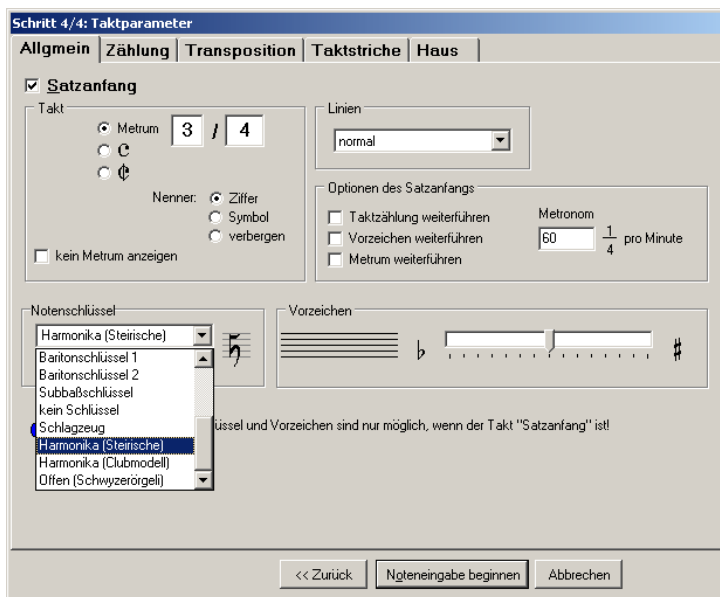 Schritt 4/4: Taktparameter
Allgmein Zählung Transposition Taktstriche Haus
Satzanfang
Takt
Metrum 3 / 4
Nenner: Ziffer
Symbol
verbergen
kein Metrum anzeigen
Linien
normal
Optionen des Satzanfangs
Taktzählung weiterführen
Vorzeichen weiterführen
Metrum weiterführen
Metronom
60 1/4 pro Minute
Notenschlüssel
Harmonika (Steirische)
Baritonschlüssel 1
Baritonschlüssel 2
Subbaßschlüssel
kein Schlüssel
Schlagzeug
Harmonika (Steirische)
Harmonika (Clubmodell)
Offen (Schwyzerörgeli)
Vorzeichen
üssel und Vorzeichen sind nur möglich, wenn der Takt "Satzanfang" ist!
<< Zurück Noteneingabe beginnen Abbrechen